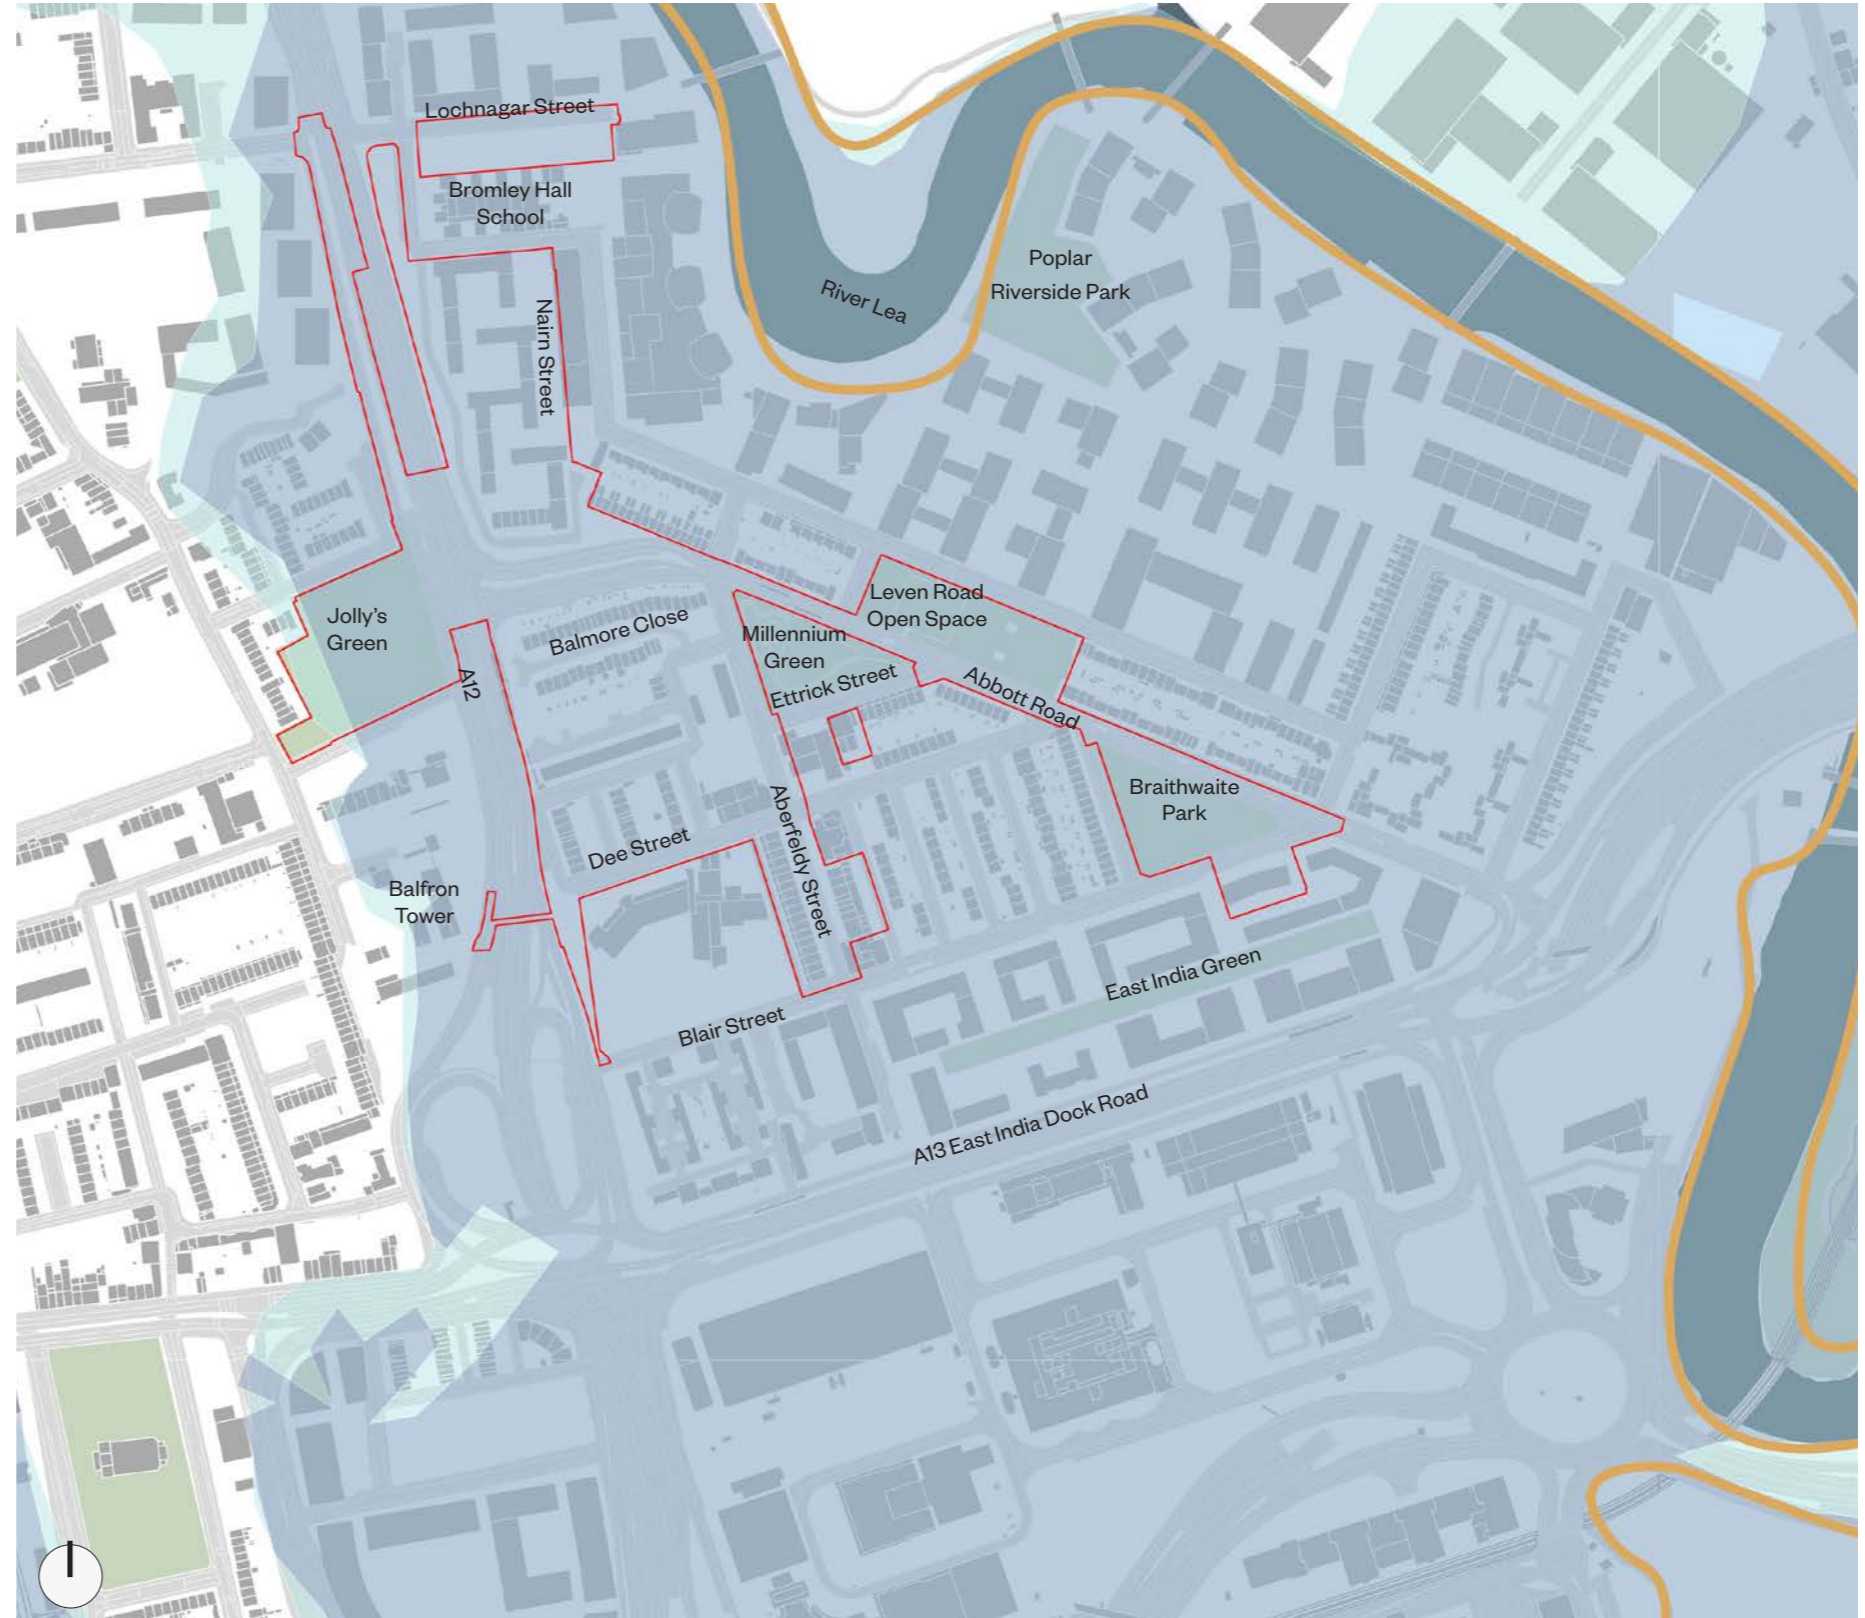 Lochnagar Street
Bromley Hall
School
Nairn Street
River Lea
Poplar
Riverside Park
Jolly's
Green
A12
Balmore Close
Millennium
Green
Ettrick Street
Leven Road
Open Space
Abbott Road
Braithwaite
Park
Aberfeldy Street
Dee Street
Balfron
Tower
Blair Street
East India Green
A13 East India Dock Road